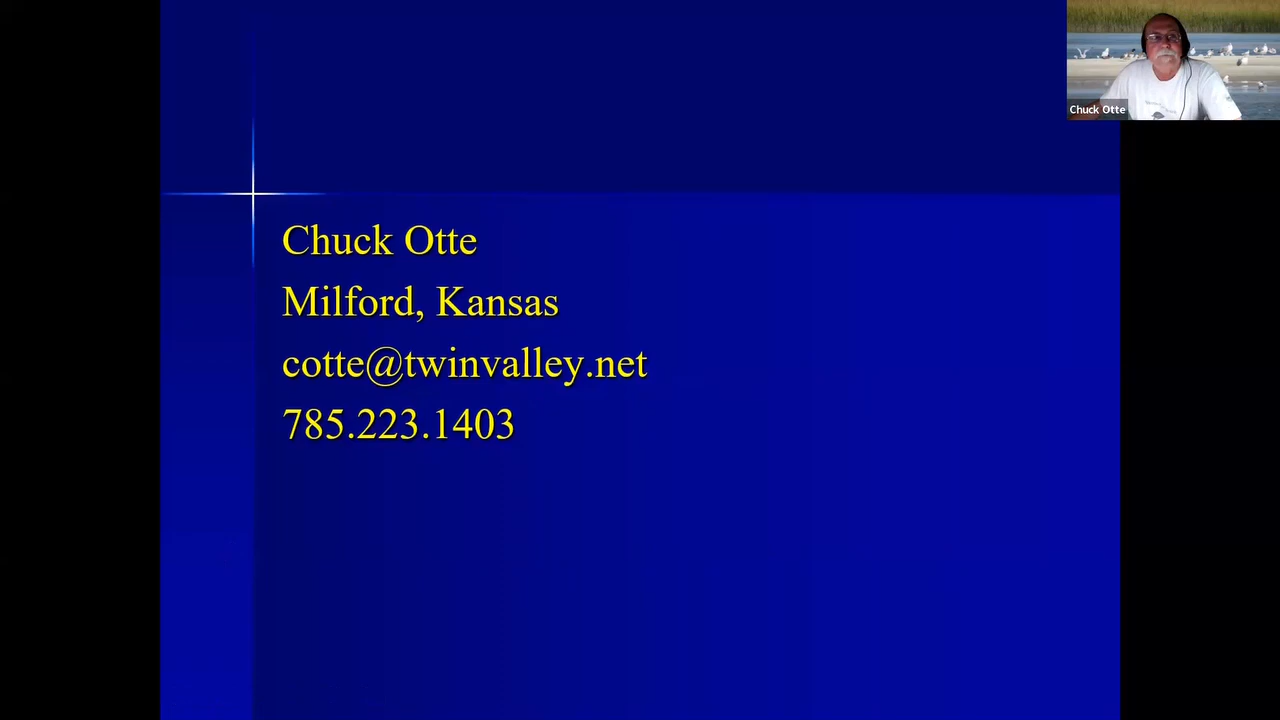 Chuck Otte
Chuck Otte
Milford, Kansas
cotte@twinvalley.net
785.223.1403